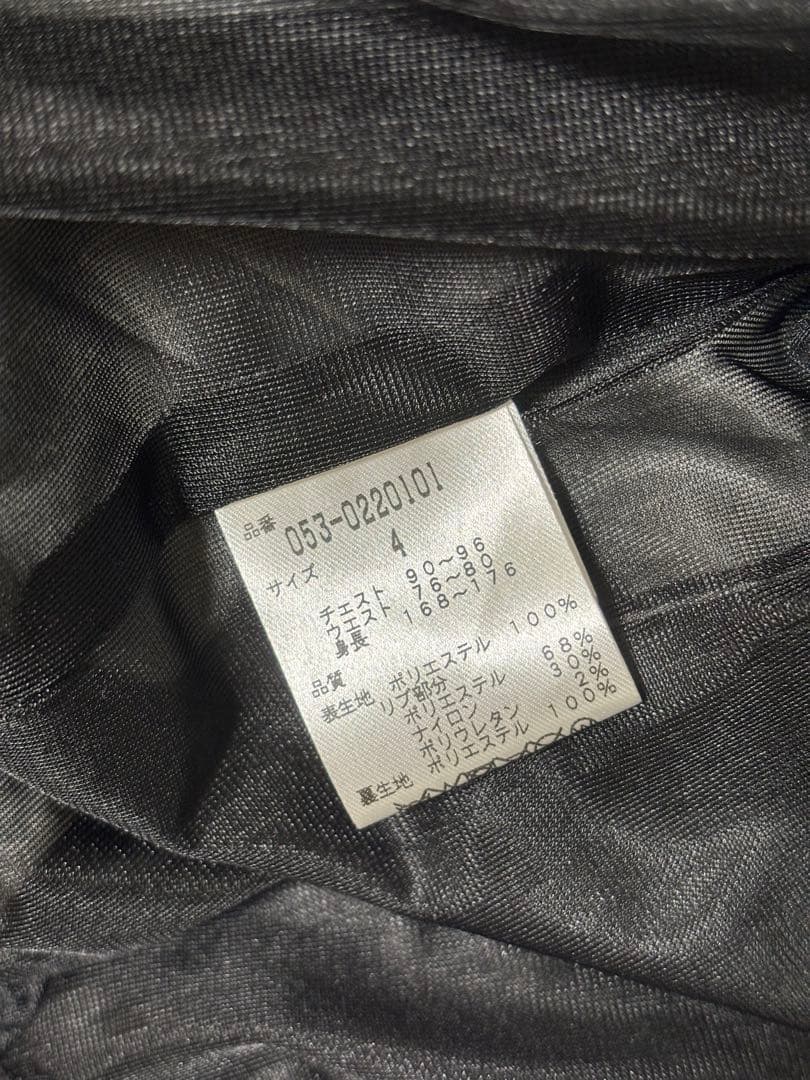 品番 053-0220101
サイズ 4
チェスト 90～96
ウエスト 76～80
身長 168～176
品質
表生地 ポリエステル 100%
リブ部分
ポリエステル 68%
ナイロン 30%
ポリウレタン 2%
裏生地 ポリエステル 100%